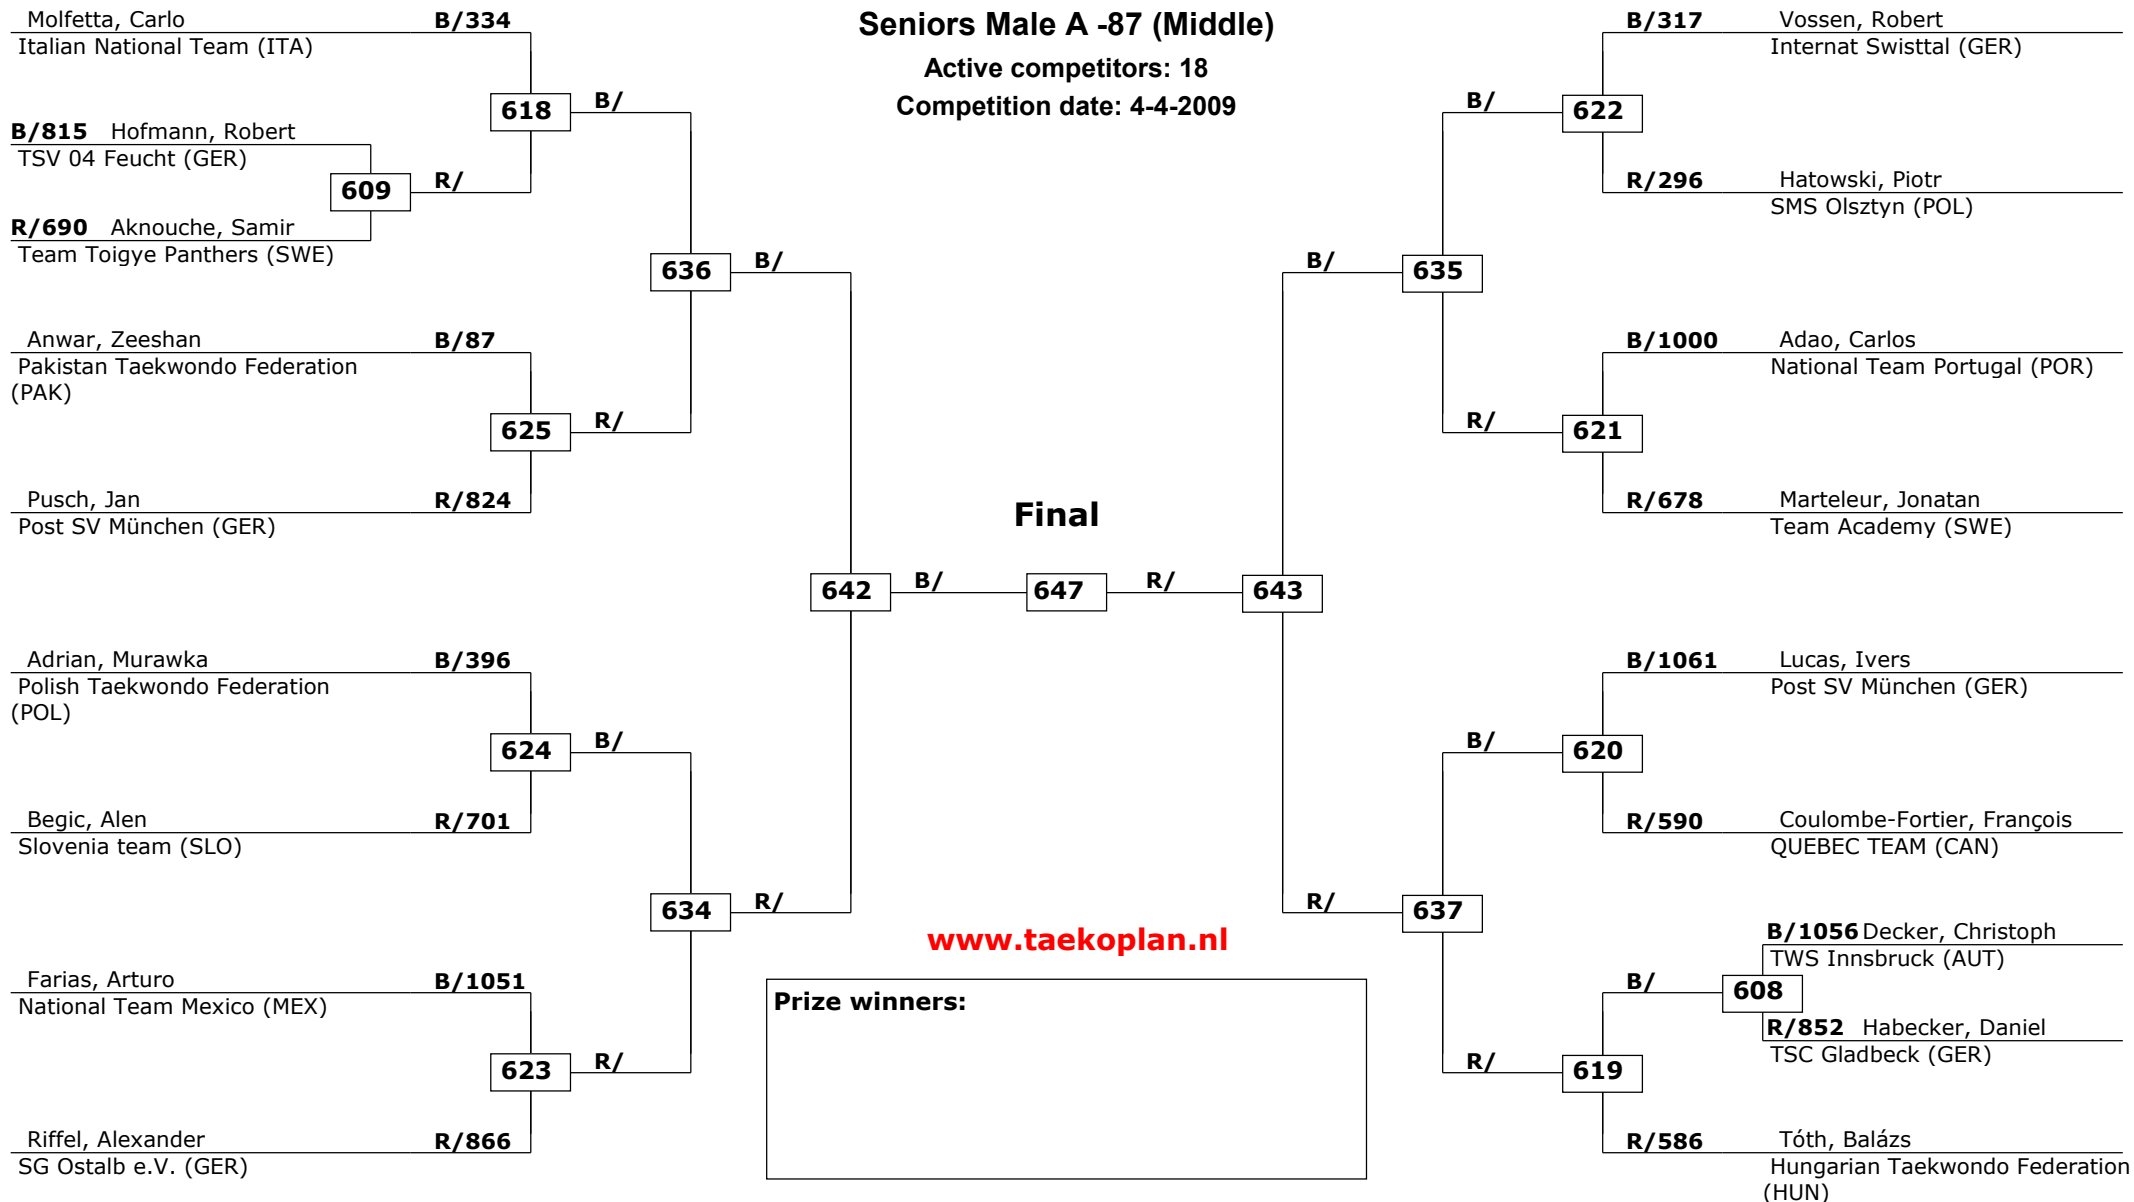 Seniors Male A -87 (Middle)
Active competitors: 18
Competition date: 4-4-2009
Molfetta, Carlo B/334
Italian National Team (ITA)
618 B/
B/815 Hofmann, Robert
TSV 04 Feucht (GER)
609 R/
R/690 Aknouche, Samir
Team Toigye Panthers (SWE)
636 B/
Anwar, Zeeshan B/87
Pakistan Taekwondo Federation
(PAK)
625 R/
Pusch, Jan R/824
Post SV München (GER)
642 B/
Adrian, Murawka B/396
Polish Taekwondo Federation
(POL)
624 B/
Begic, Alen R/701
Slovenia team (SLO)
634 R/
Farias, Arturo B/1051
National Team Mexico (MEX)
623 R/
Riffel, Alexander R/866
SG Ostalb e.V. (GER)
Final
647
B/317 Vossen, Robert
Internat Swisttal (GER)
B/ 622
R/296 Hatowski, Piotr
SMS Olsztyn (POL)
B/ 635
B/1000 Adao, Carlos
National Team Portugal (POR)
R/ 621
R/678 Marteleur, Jonatan
Team Academy (SWE)
R/ 643
B/1061 Lucas, Ivers
Post SV München (GER)
B/ 620
R/590 Coulombe-Fortier, François
QUEBEC TEAM (CAN)
R/ 637
B/1056 Decker, Christoph
TWS Innsbruck (AUT)
B/ 608
R/852 Habecker, Daniel
TSC Gladbeck (GER)
R/ 619
R/586 Tóth, Balázs
Hungarian Taekwondo Federation
(HUN)
www.taekoplan.nl
Prize winners: